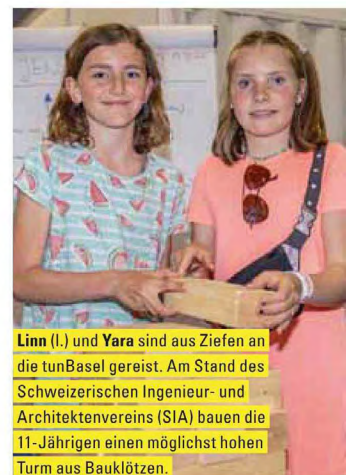 Linn (l.) und Yara sind aus Ziefen an
die tunBasel gereist. Am Stand des
Schweizerischen Ingenieur- und
Architektenvereins (SIA) bauen die
11-Jährigen einen möglichst hohen
Turm aus Bauklötzen.